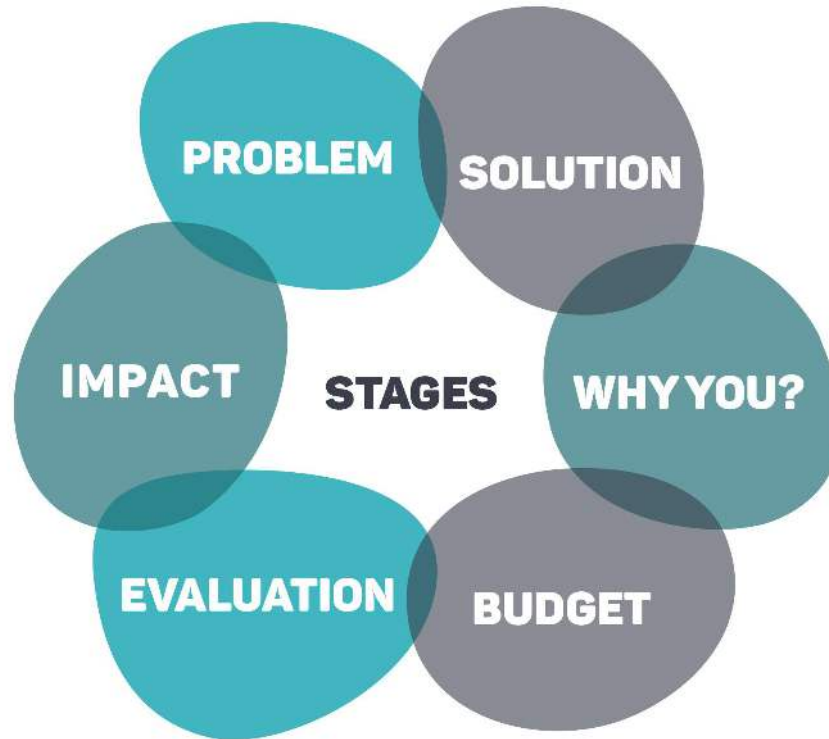 PROBLEM
SOLUTION
IMPACT
STAGES
WHY YOU?
EVALUATION
BUDGET